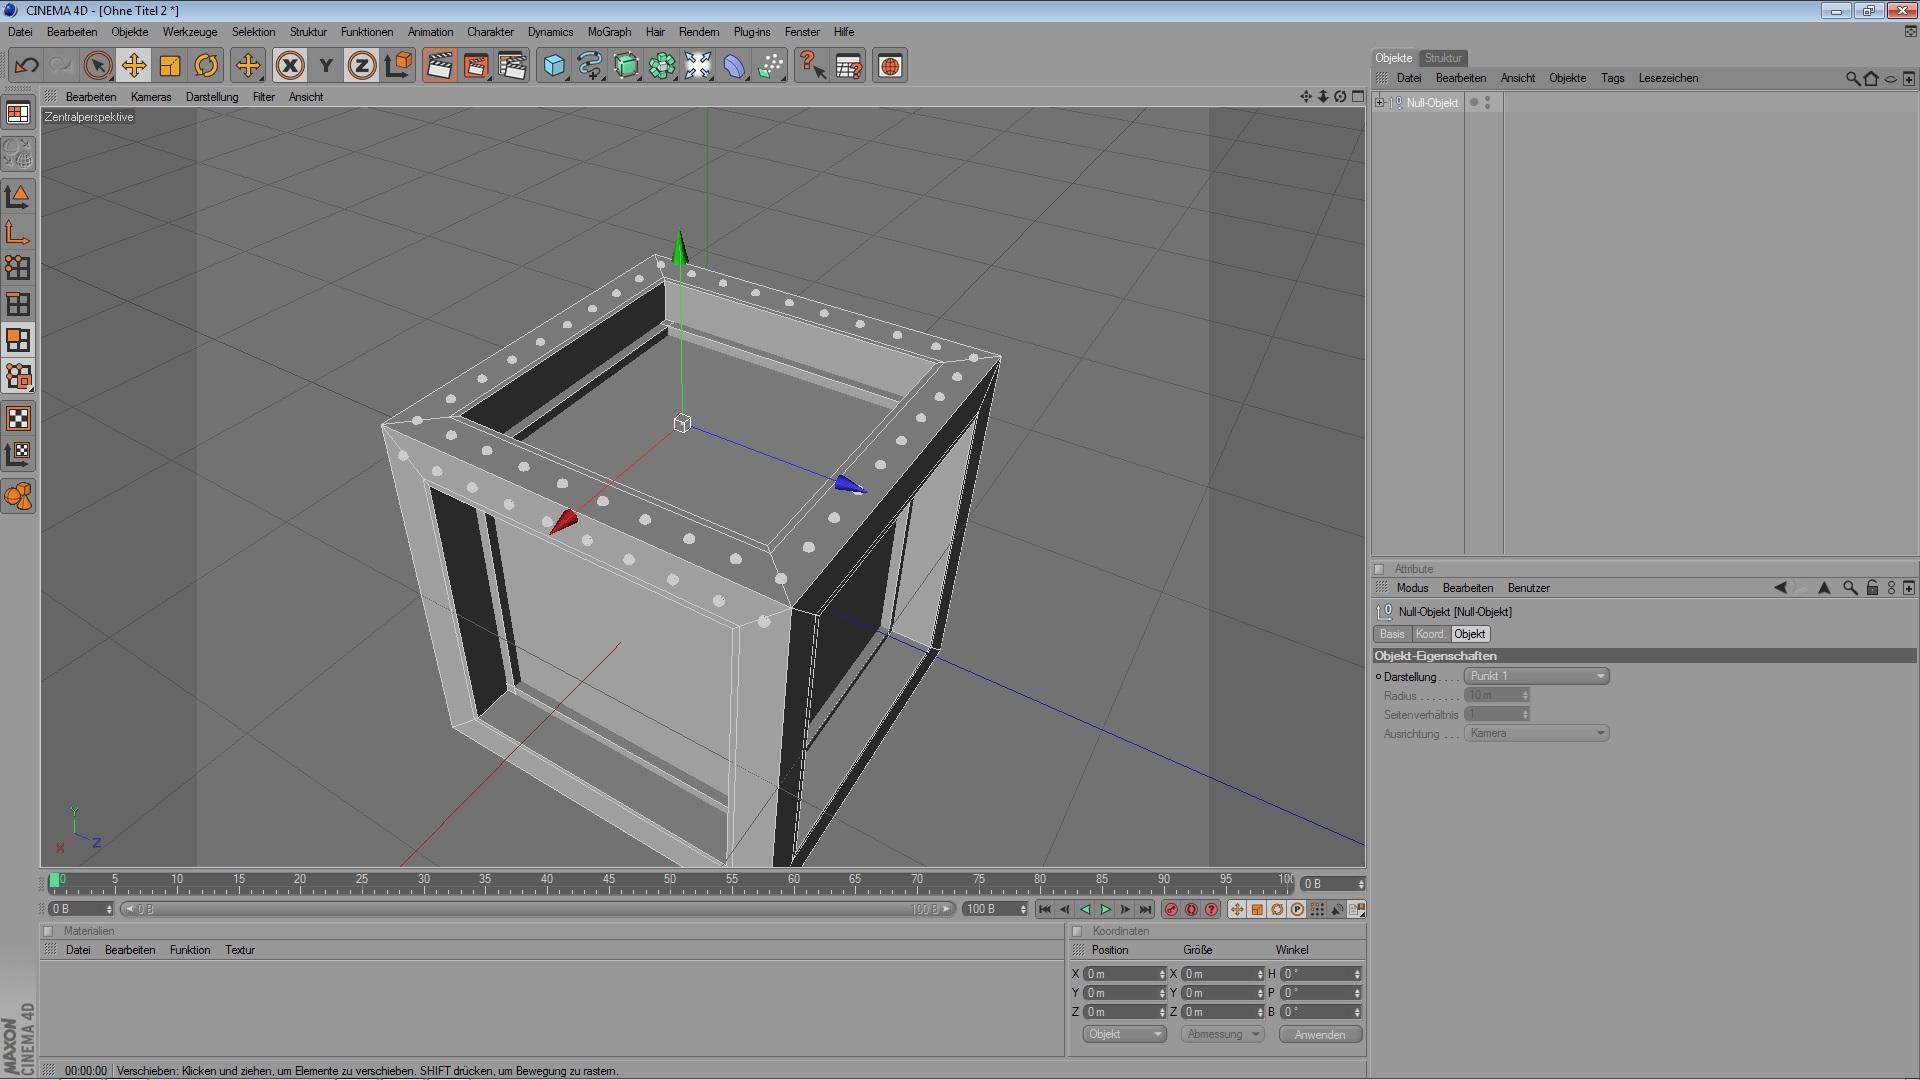 CINEMA 4D - [Ohne Titel 2 *]
Datei Bearbeiten Objekte Werkzeuge Selektion Struktur Funktionen Animation Charakter Dynamics MoGraph Hair Rendern Plug-ins Fenster Hilfe
X Y Z
Bearbeiten Kameras Darstellung Filter Ansicht
Zentralperspektive
Y
X Z
0 5 10 15 20 25 30 35 40 45 50 55 60 65 70 75 80 85 90 95 100
0 B
0 B 0 B 100 B 100 B
Materialien
Datei Bearbeiten Funktion Textur
Koordinaten
Position Größe Winkel
X 0 m X 0 m H 0 °
Y 0 m Y 0 m P 0 °
Z 0 m Z 0 m B 0 °
Objekt Abmessung Anwenden
MAXON
CINEMA 4D
00:00:00 Verschieben: Klicken und ziehen, um Elemente zu verschieben. SHIFT drücken, um Bewegung zu rastern.
Objekte Struktur
Datei Bearbeiten Ansicht Objekte Tags Lesezeichen
Null-Objekt
Attribute
Modus Bearbeiten Benutzer
Null-Objekt [Null-Objekt]
Basis Koord. Objekt
Objekt-Eigenschaften
Darstellung . . . . Punkt 1
Radius . . . . . . . 10 m
Seitenverhältnis 1
Ausrichtung . . . Kamera